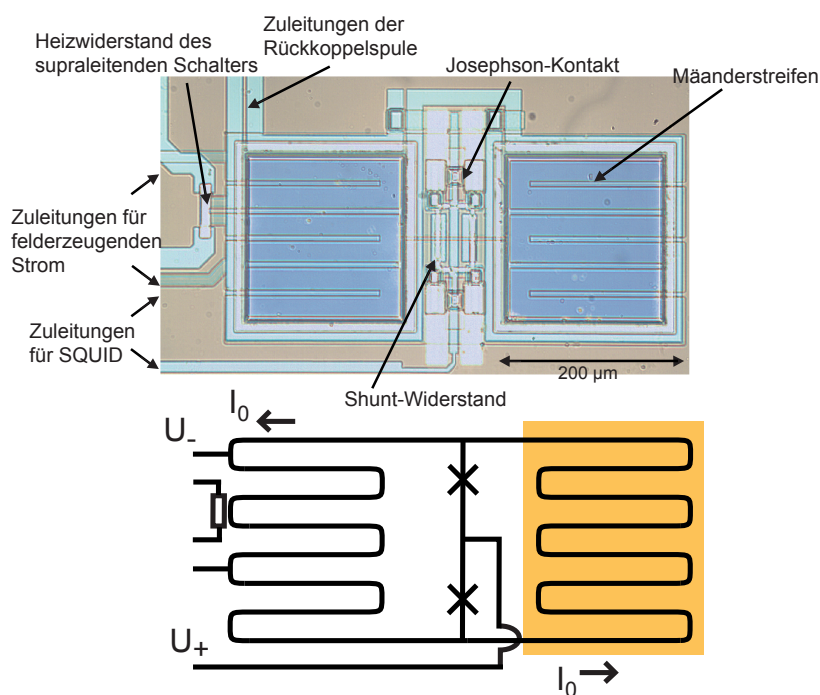 Zuleitungen der
Rückkoppelspule
Heizwiderstand des
supraleitenden Schalters
Josephson-Kontakt
Mäanderstreifen
Zuleitungen für
felderzeugenden
Strom
Zuleitungen
für SQUID
200 µm
Shunt-Widerstand
I0
U-
U+
I0